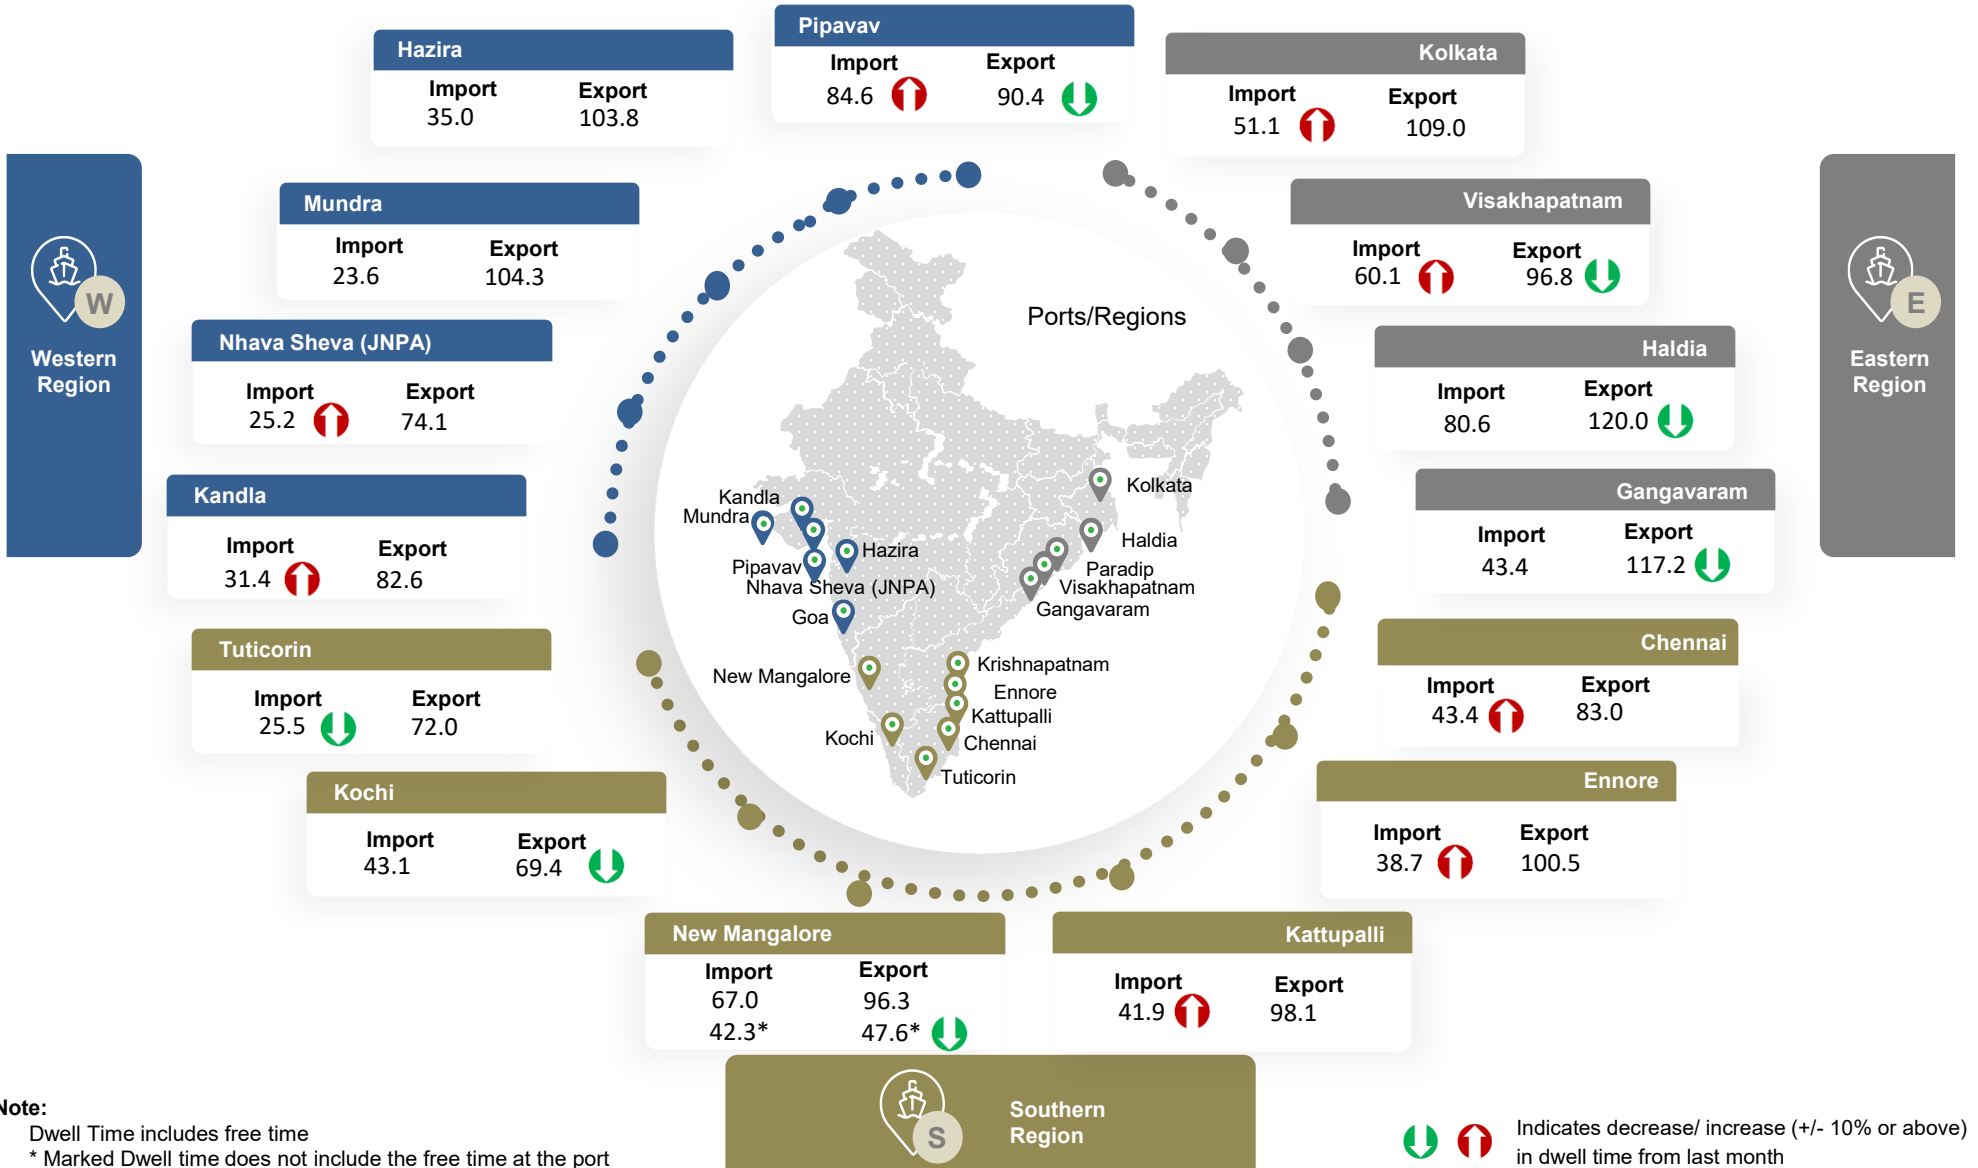 Hazira
Import Export
35.0 103.8
Pipavav
Import Export
84.6 90.4
Kolkata
Import Export
51.1 109.0
Mundra
Import Export
23.6 104.3
Visakhapatnam
Import Export
60.1 96.8
W
Western
Region
E
Eastern
Region
Nhava Sheva (JNPA)
Import Export
25.2 74.1
Haldia
Import Export
80.6 120.0
Kandla
Import Export
31.4 82.6
Gangavaram
Import Export
43.4 117.2
Ports/Regions
Kandla
Mundra
Pipavav
Hazira
Nhava Sheva (JNPA)
Goa
Kolkata
Haldia
Paradip
Visakhapatnam
Gangavaram
New Mangalore
Kochi
Krishnapatnam
Ennore
Kattupalli
Chennai
Tuticorin
Tuticorin
Import Export
25.5 72.0
Chennai
Import Export
43.4 83.0
Kochi
Import Export
43.1 69.4
Ennore
Import Export
38.7 100.5
New Mangalore
Import Export
67.0 96.3
42.3* 47.6*
Kattupalli
Import Export
41.9 98.1
S
Southern
Region
Note:
Dwell Time includes free time
* Marked Dwell time does not include the free time at the port
Indicates decrease/ increase (+/- 10% or above)
in dwell time from last month